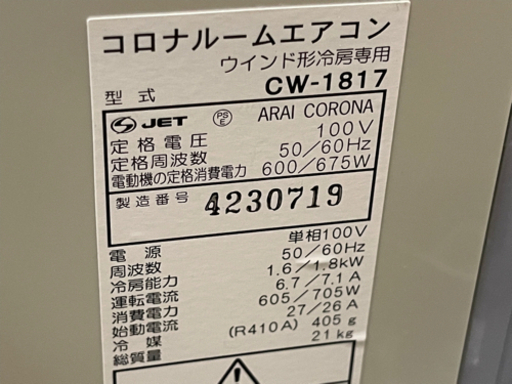 コロナルームエアコン
ウインド形冷房専用
型式 CW-1817
JET PS E ARAI CORONA
定格電圧 100V
定格周波数 50/60Hz
電動機の定格消費電力 600/675W
製造番号 4230719
電源 単相100V
周波数 50/60Hz
冷房能力 1.6/1.8kW
運転電流 6.7/7.1A
消費電力 605/705W
始動電流 27/26A
冷媒 (R410A) 405g
総質量 21kg